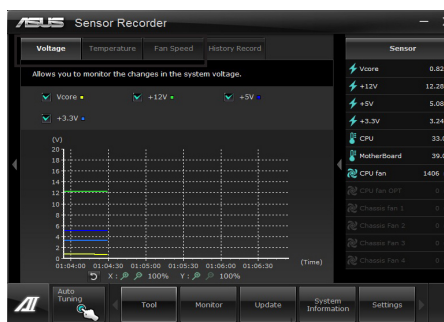 ASUS Sensor Recorder
Voltage Temperature Fan Speed History Record
Allows you to monitor the changes in the system voltage.
Vcore +12V +5V
+3.3V
(V)
20
18
16
14
12
10
8
6
4
2
0
01:04:00 01:04:30 01:05:00 01:05:30 01:06:00 01:06:30 (Time)
X : 100% Y : 100%
Sensor
Vcore 0.82
+12V 12.28
+5V 5.08
+3.3V 3.24
CPU 33.0
MotherBoard 39.0
CPU fan 1406
CPU fan OPT 0
Chassis Fan 1 0
Chassis Fan 2 0
Chassis Fan 3 0
Chassis Fan 4 0
Auto Tuning
Tool Monitor Update System Information Settings